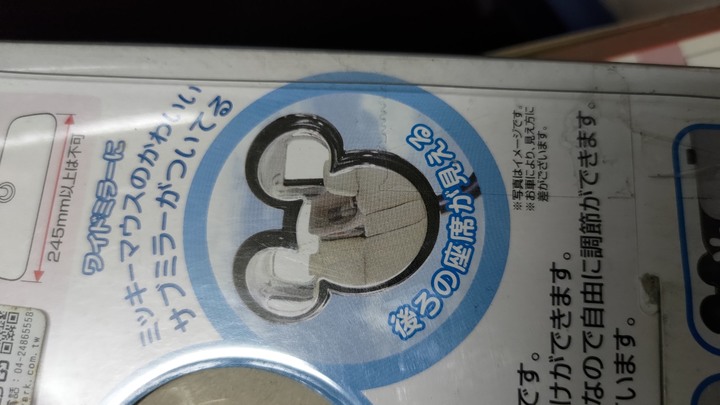 ワイドミラーに
ミッキーマウスのかわいい
サブミラーがついてる
後ろの座席が見える
※写真はイメージです。
※お車により、見え方に
差がございます。
245mm以上は不可
なので自由に調節ができます。
います。
けができます。
です。
04-24865558